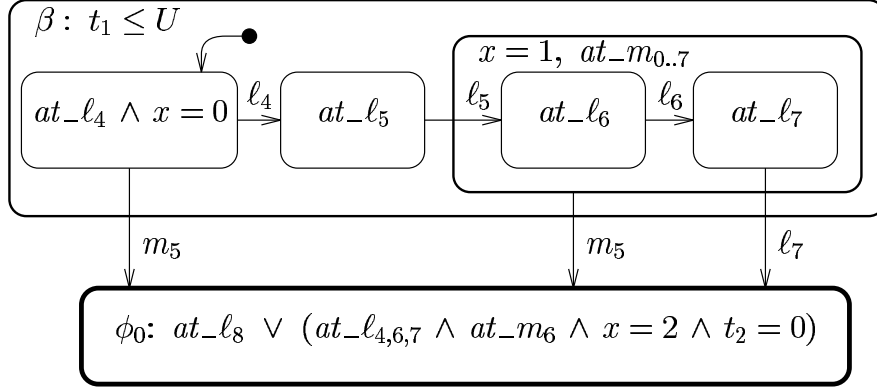 β : t₁ ≤ U
x = 1, at_m₀..₇
at_ℓ₄ ∧ x = 0
ℓ₄
at_ℓ₅
ℓ₅
at_ℓ₆
ℓ₆
at_ℓ₇
m₅
m₅
ℓ₇
ϕ₀: at_ℓ₈ ∨ (at_ℓ₄,₆,₇ ∧ at_m₆ ∧ x = 2 ∧ t₂ = 0)